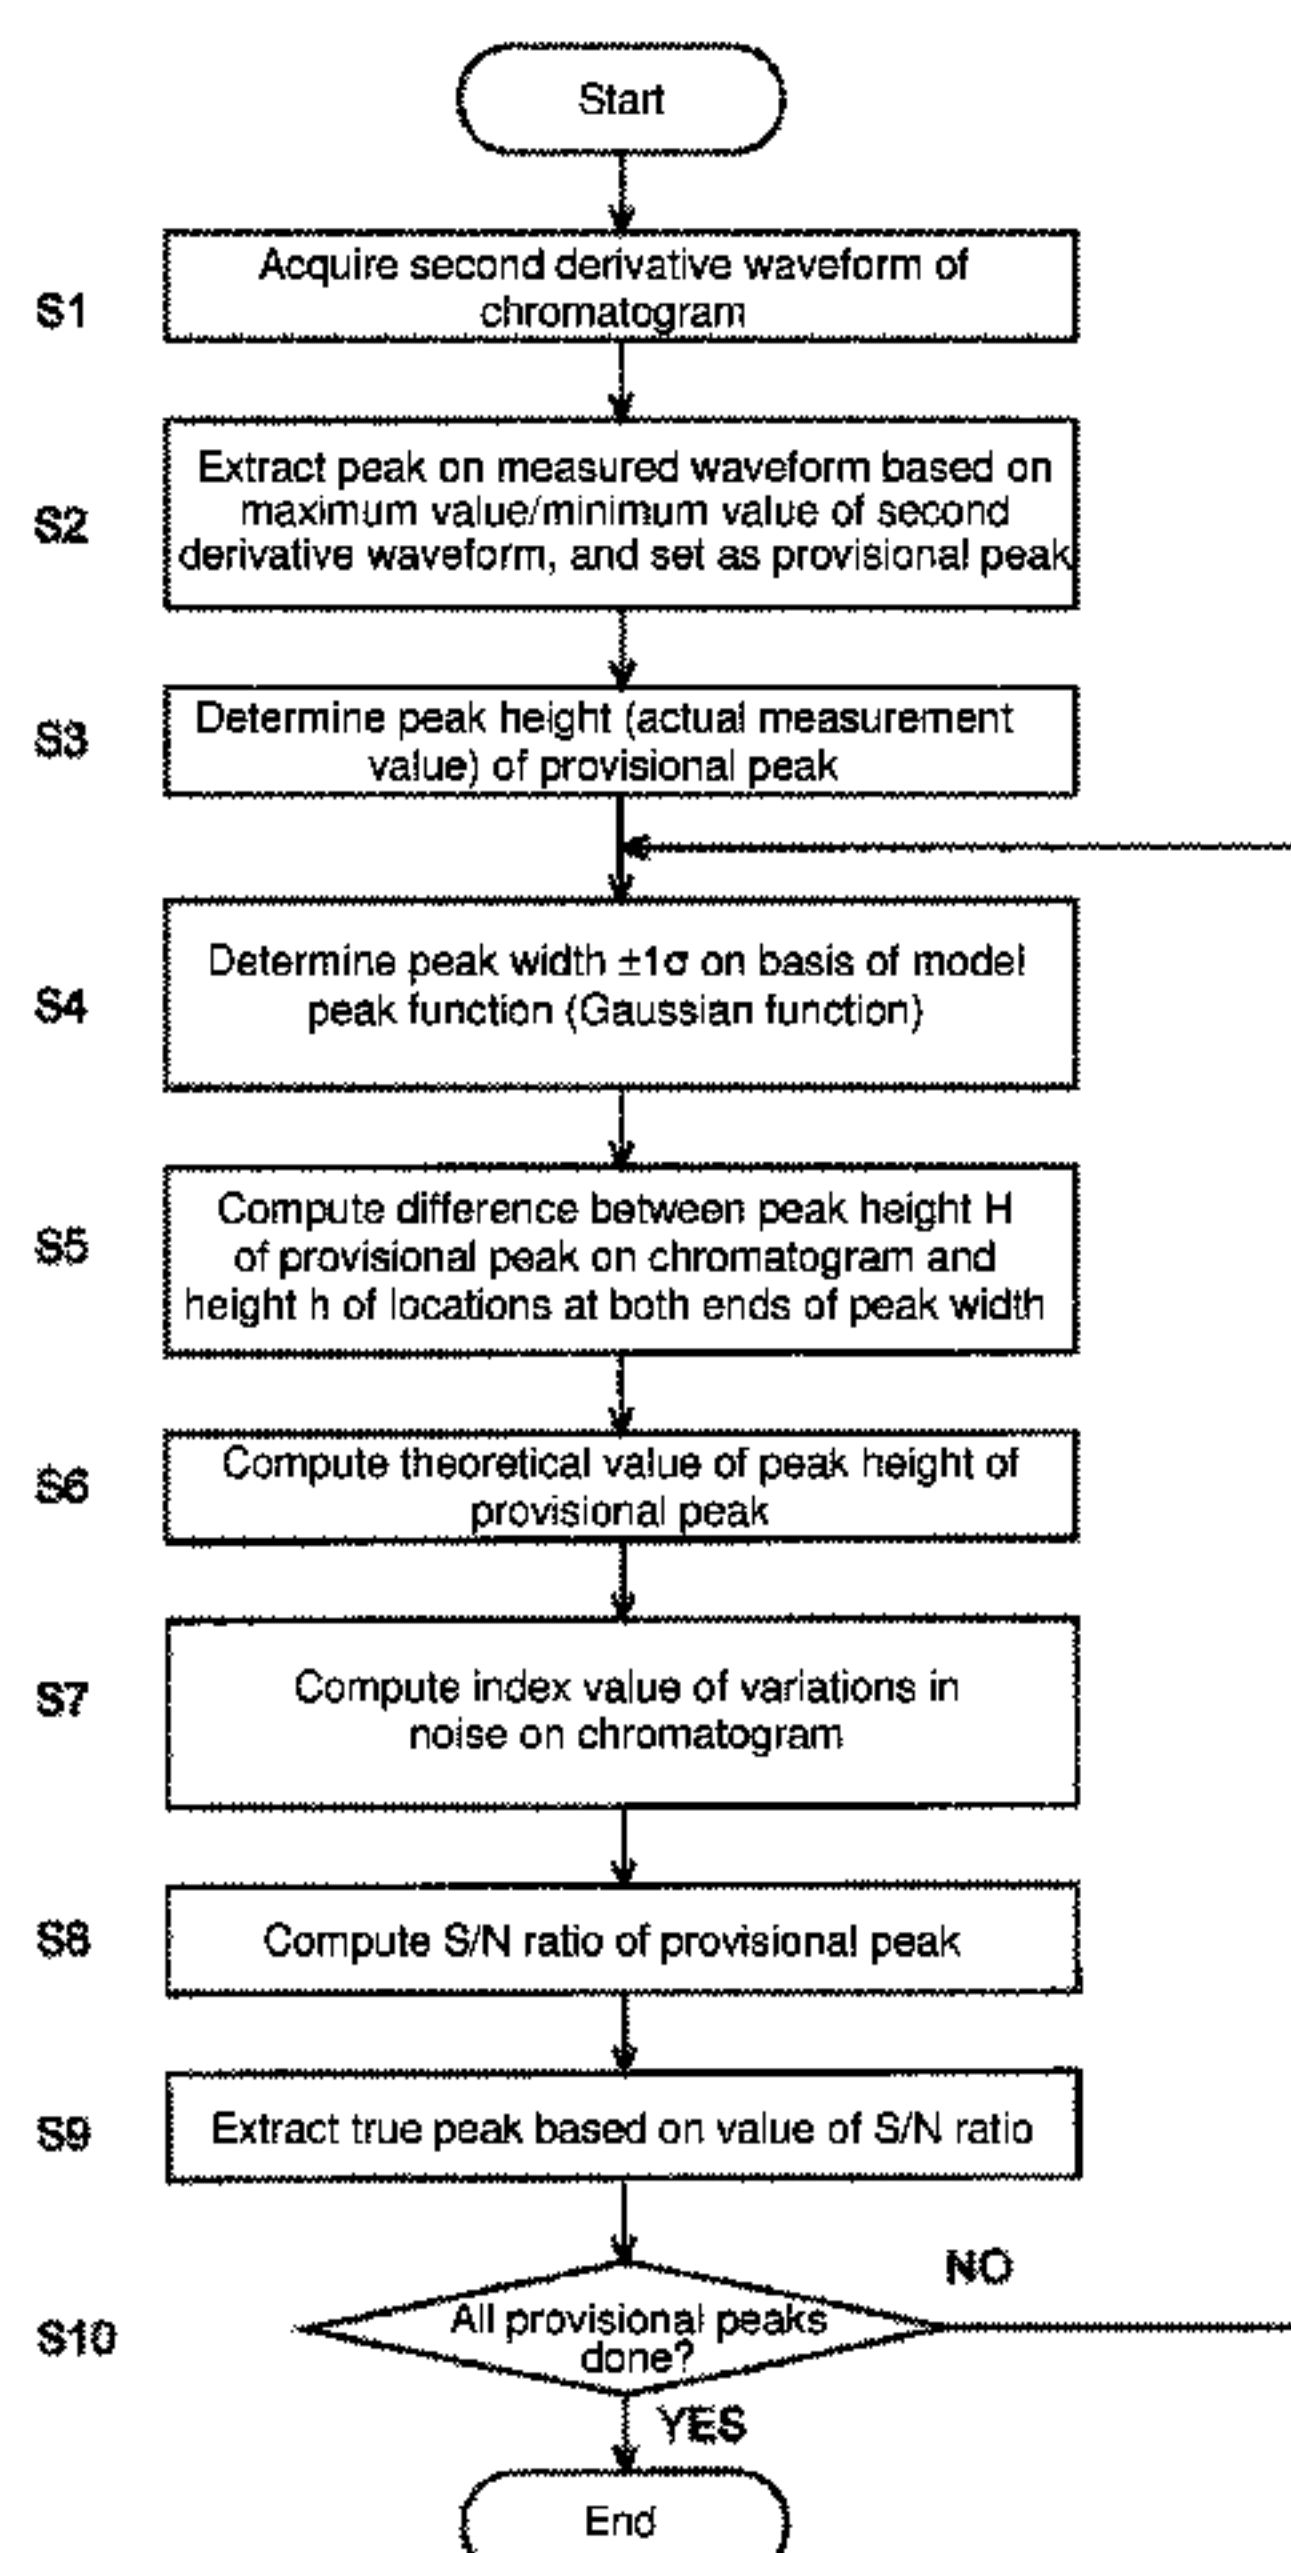 Start
S1
Acquire second derivative waveform of
chromatogram
S2
Extract peak on measured waveform based on
maximum value/minimum value of second
derivative waveform, and set as provisional peak
S3
Determine peak height (actual measurement
value) of provisional peak
S4
Determine peak width ±1σ on basis of model
peak function (Gaussian function)
S5
Compute difference between peak height H
of provisional peak on chromatogram and
height h of locations at both ends of peak width
S6
Compute theoretical value of peak height of
provisional peak
S7
Compute index value of variations in
noise on chromatogram
S8
Compute S/N ratio of provisional peak
S9
Extract true peak based on value of S/N ratio
S10
All provisional peaks
done?
NO
YES
End